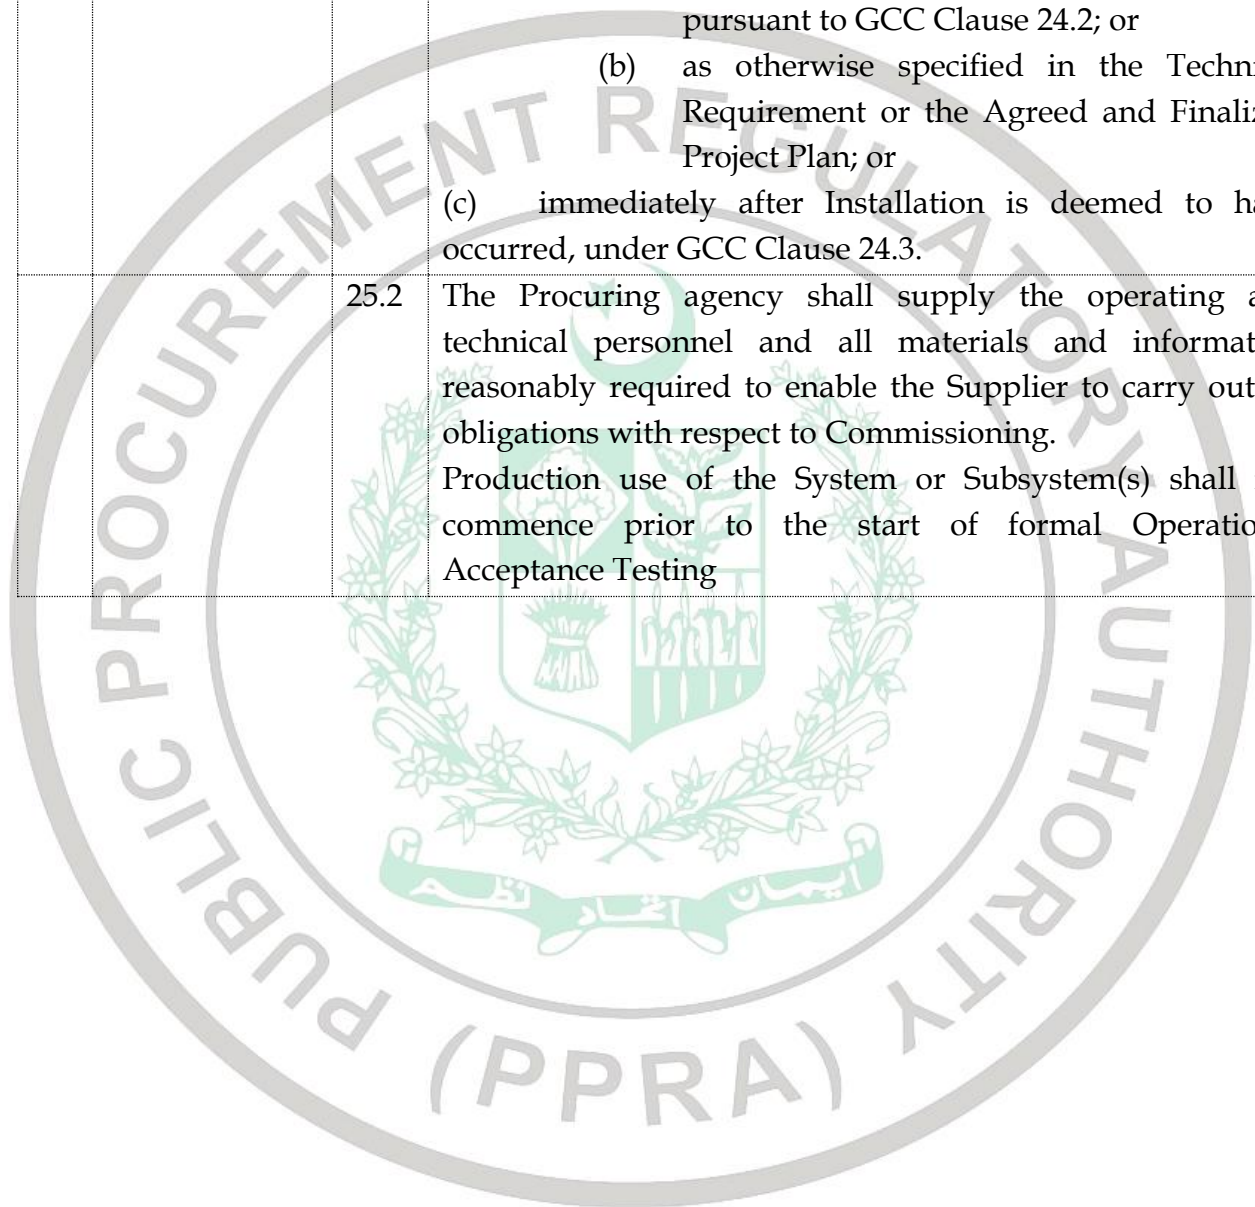 pursuant to GCC Clause 24.2; or
(b) as otherwise specified in the Techni
Requirement or the Agreed and Finaliz
Project Plan; or
(c) immediately after Installation is deemed to ha
occurred, under GCC Clause 24.3.
25.2 The Procuring agency shall supply the operating a
technical personnel and all materials and informat
reasonably required to enable the Supplier to carry out
obligations with respect to Commissioning.
Production use of the System or Subsystem(s) shall
commence prior to the start of formal Operatio
Acceptance Testing
PUBLIC PROCUREMENT REGULATORY AUTHORITY
(PPRA)
ایمان اتحاد نظم